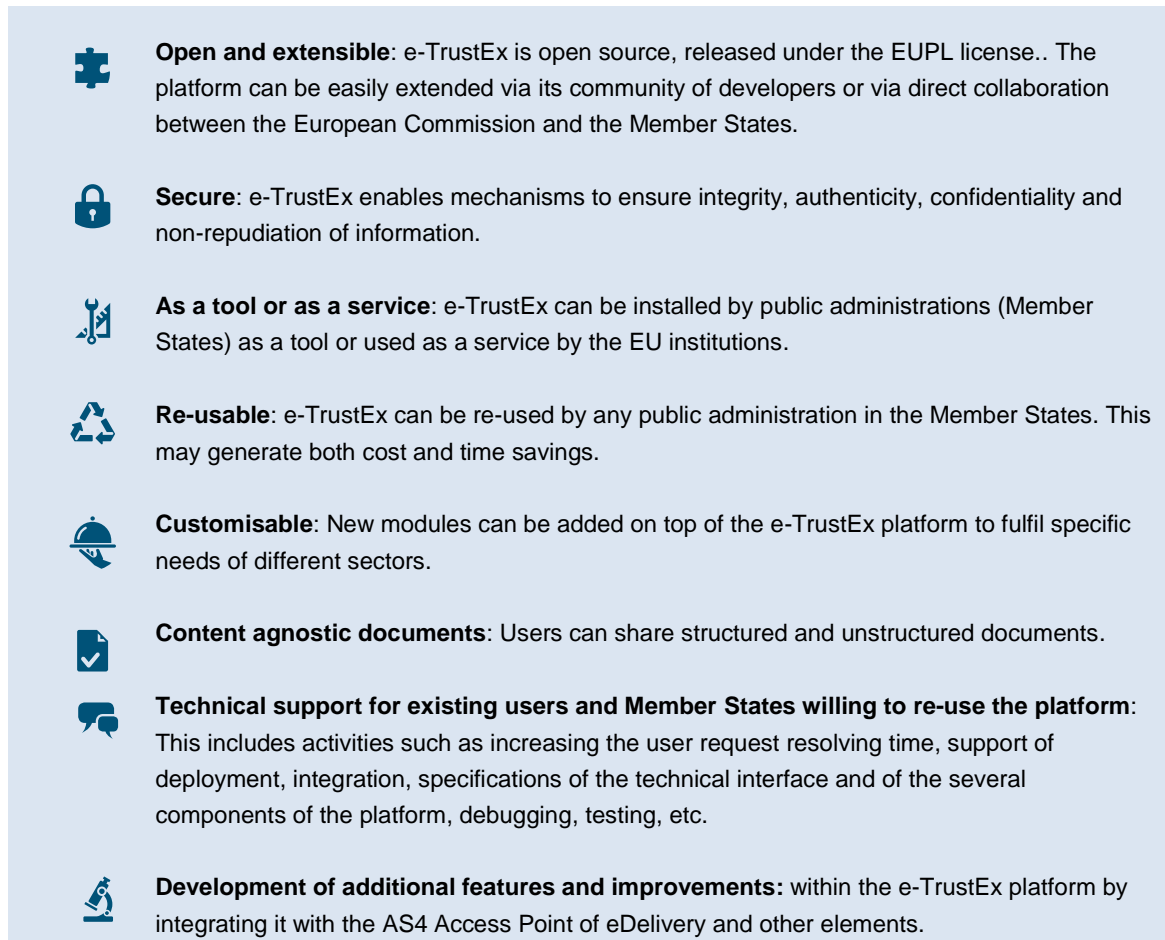 Open and extensible: e-TrustEx is open source, released under the EUPL license.. The
platform can be easily extended via its community of developers or via direct collaboration
between the European Commission and the Member States.
Secure: e-TrustEx enables mechanisms to ensure integrity, authenticity, confidentiality and
non-repudiation of information.
As a tool or as a service: e-TrustEx can be installed by public administrations (Member
States) as a tool or used as a service by the EU institutions.
Re-usable: e-TrustEx can be re-used by any public administration in the Member States. This
may generate both cost and time savings.
Customisable: New modules can be added on top of the e-TrustEx platform to fulfil specific
needs of different sectors.
Content agnostic documents: Users can share structured and unstructured documents.
Technical support for existing users and Member States willing to re-use the platform:
This includes activities such as increasing the user request resolving time, support of
deployment, integration, specifications of the technical interface and of the several
components of the platform, debugging, testing, etc.
Development of additional features and improvements: within the e-TrustEx platform by
integrating it with the AS4 Access Point of eDelivery and other elements.